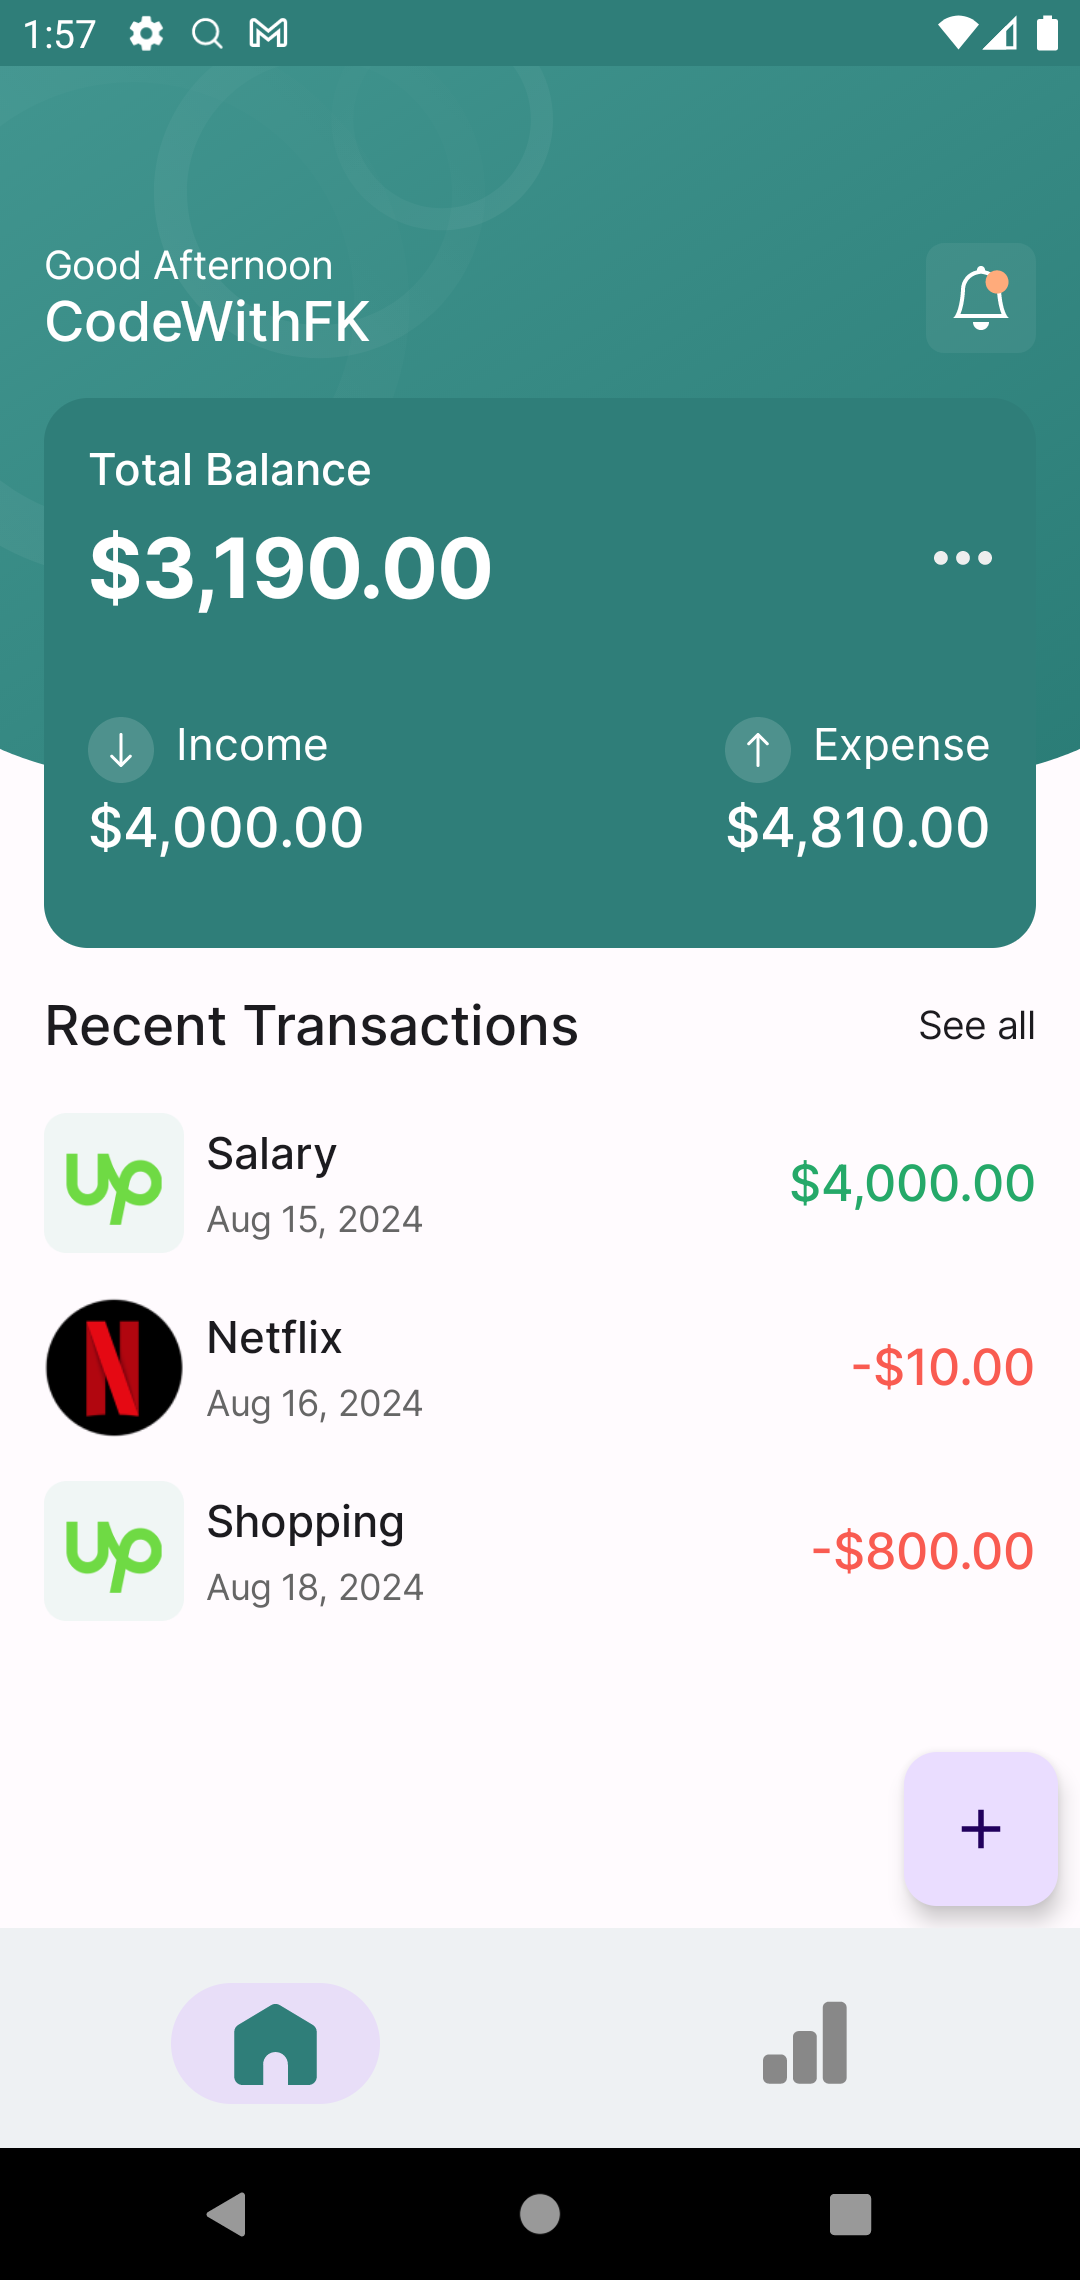 1:57
Good Afternoon
CodeWithFK
Total Balance
$3,190.00
Income
Expense
$4,000.00
$4,810.00
Recent Transactions
See all
up
Salary
Aug 15, 2024
$4,000.00
N
Netflix
Aug 16, 2024
-$10.00
up
Shopping
Aug 18, 2024
-$800.00